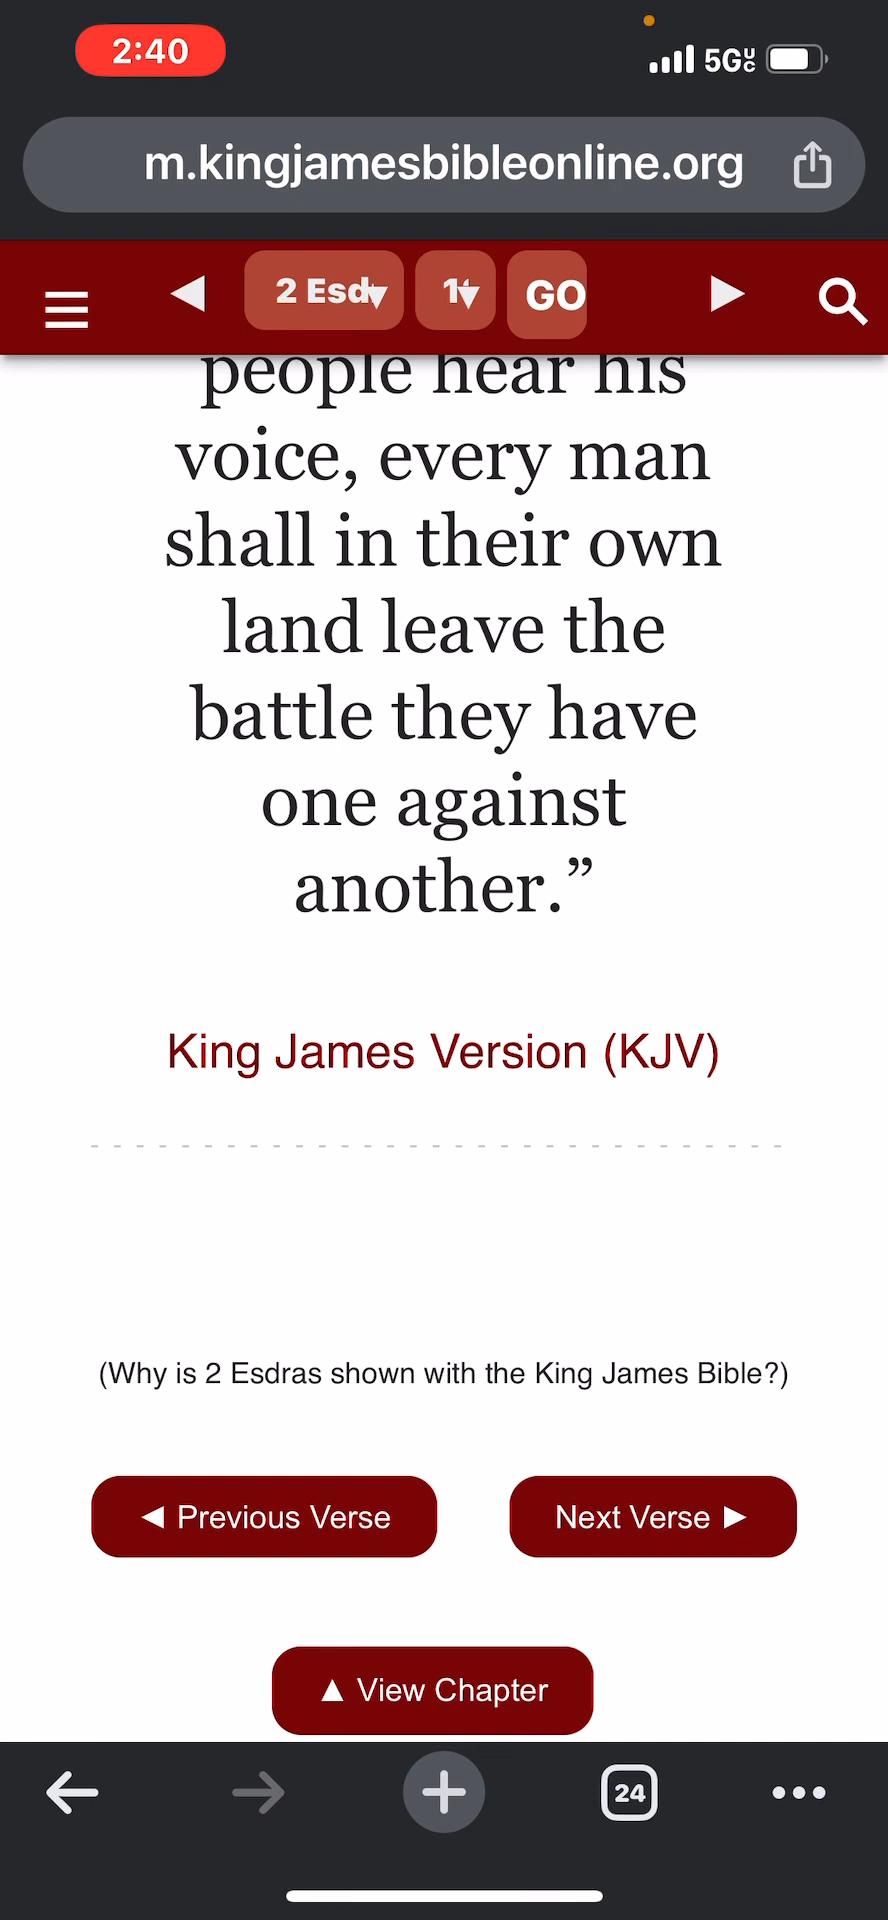 2:40
5G UC
m.kingjamesbibleonline.org
2 Esd
GO
people hear his
voice, every man
shall in their own
land leave the
battle they have
one against
another.”
King James Version (KJV)
(Why is 2 Esdras shown with the King James Bible?)
◀ Previous Verse
Next Verse ▶
▲ View Chapter
24